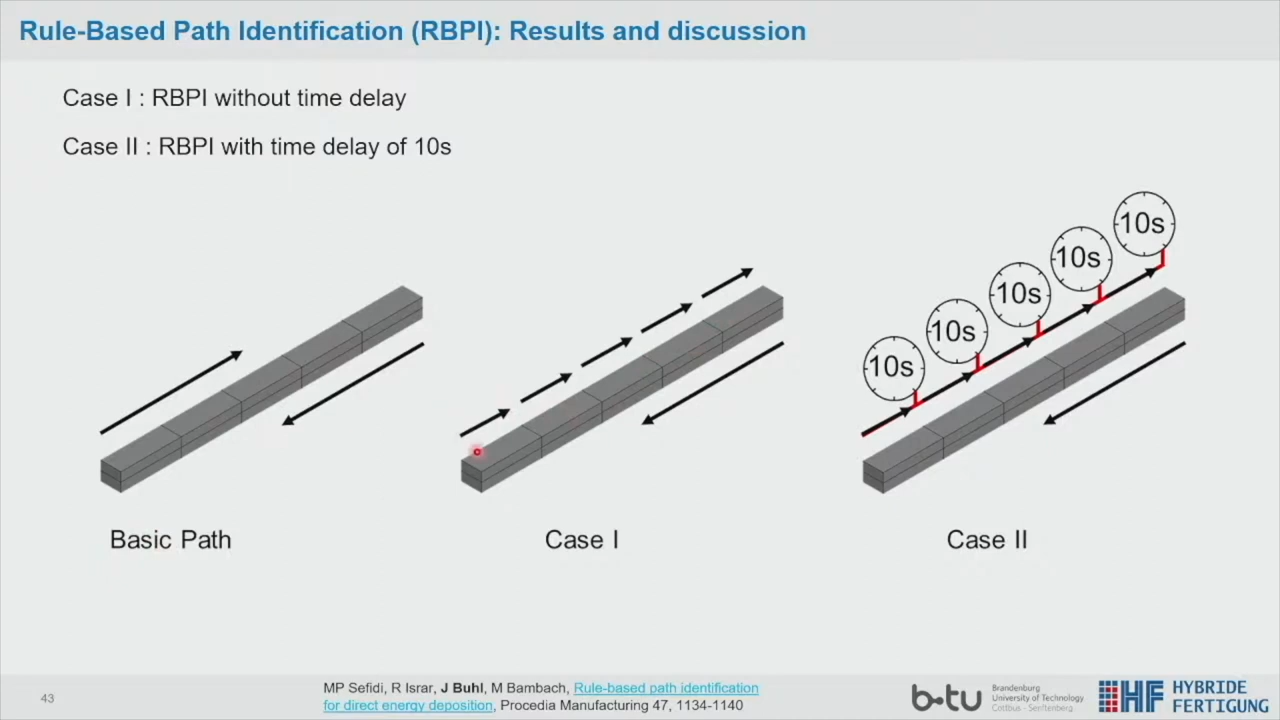 Rule-Based Path Identification (RBPI): Results and discussion
Case I : RBPI without time delay
Case II : RBPI with time delay of 10s
10s
10s
10s
10s
10s
Basic Path
Case I
Case II
43
MP Sefidi, R Israr, J Buhl, M Bambach, Rule-based path identification
for direct energy deposition, Procedia Manufacturing 47, 1134-1140
b-tu
Brandenburg
University of Technology
Cottbus - Senftenberg
HF
HYBRIDE
FERTIGUNG